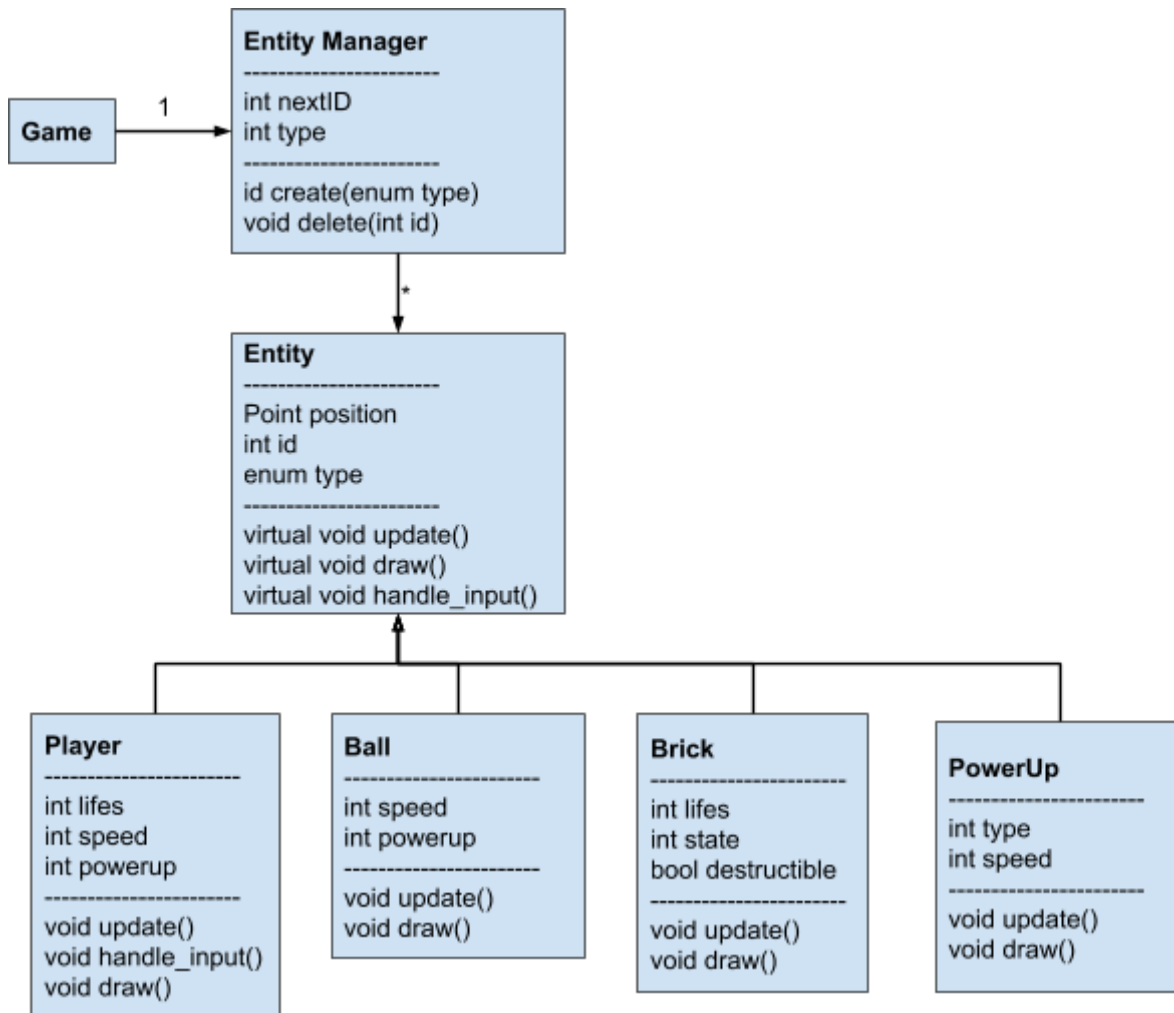 Game
1
Entity Manager
-----------------------
int nextID
int type
-----------------------
id create(enum type)
void delete(int id)
*
Entity
-----------------------
Point position
int id
enum type
-----------------------
virtual void update()
virtual void draw()
virtual void handle_input()
Player
-----------------------
int lifes
int speed
int powerup
-----------------------
void update()
void handle_input()
void draw()
Ball
-----------------------
int speed
int powerup
-----------------------
void update()
void draw()
Brick
-----------------------
int lifes
int state
bool destructible
-----------------------
void update()
void draw()
PowerUp
-----------------------
int type
int speed
-----------------------
void update()
void draw()